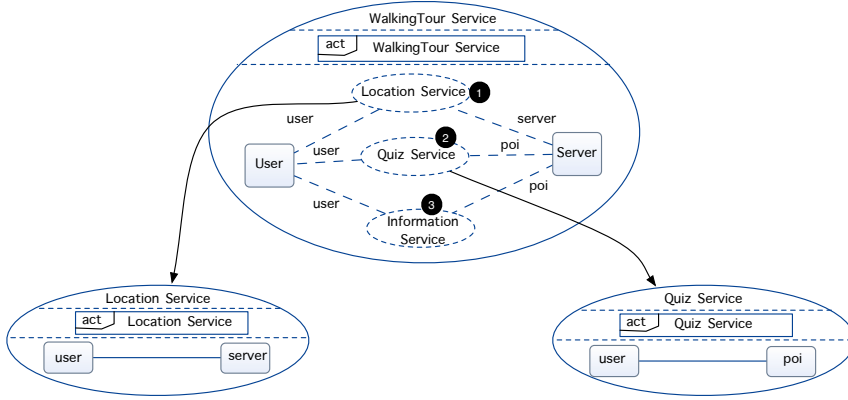 WalkingTour Service
act WalkingTour Service
Location Service 1
user server
2
user Quiz Service poi
User Server
user poi
3
Information
Service
Location Service
act Location Service
user server
Quiz Service
act Quiz Service
user poi